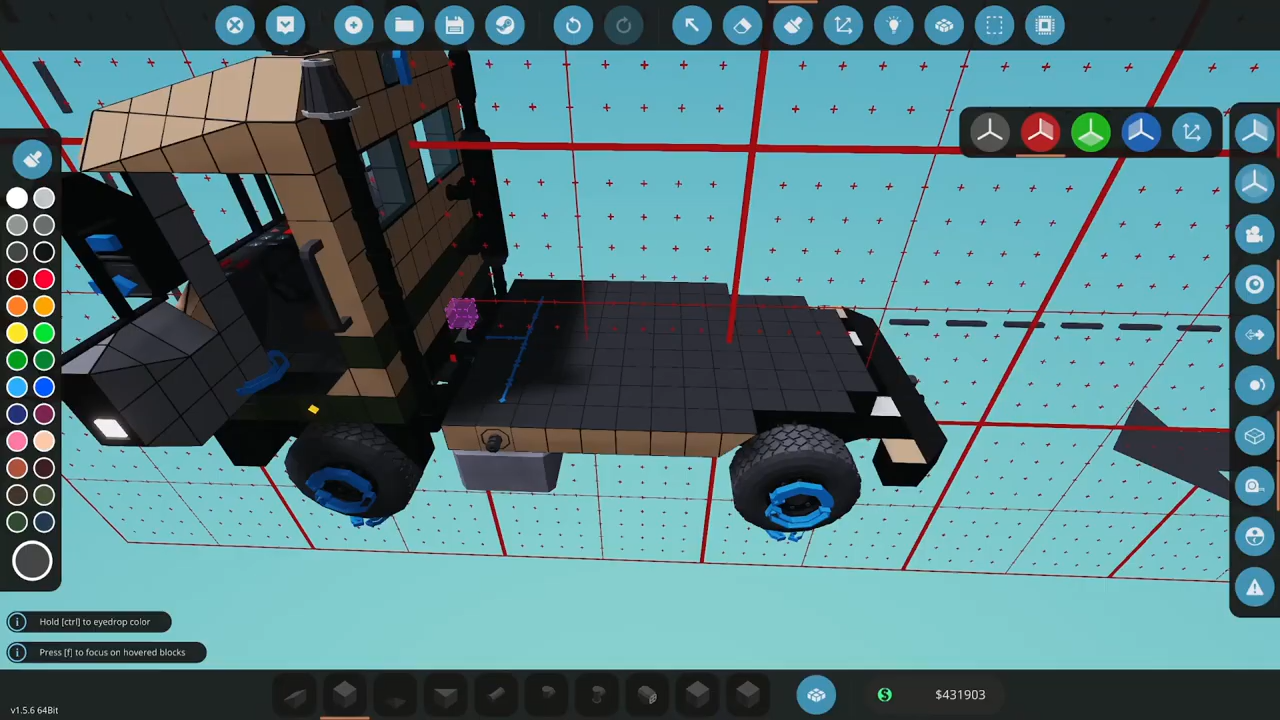 Hold [ctrl] to eyedrop color
Press [f] to focus on hovered blocks
v1.5.6 64Bit
$
$431903